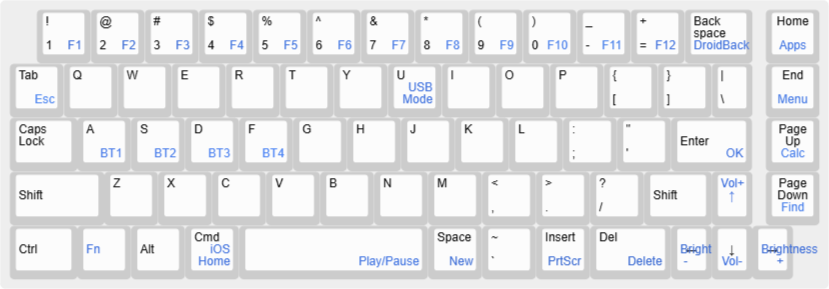 ! @ # $ % ^ & * ( ) _ + Back space Home
1 F1 2 F2 3 F3 4 F4 5 F5 6 F6 7 F7 8 F8 9 F9 0 F10 - F11 = F12 DroidBack Apps
Tab Q W E R T Y U I O P { } | End
Esc USB Mode [ ] \ Menu
Caps Lock A S D F G H J K L : " Enter Page Up
BT1 BT2 BT3 BT4 ; ' OK Calc
Shift Z X C V B N M < > ? Shift Vol+ Page Down
, . / ↑ Find
Ctrl Fn Alt Cmd Space ~ Insert Del Bright ← ↓ Brightness →
iOS Home Play/Pause New ` PrtScr Delete - Vol- +